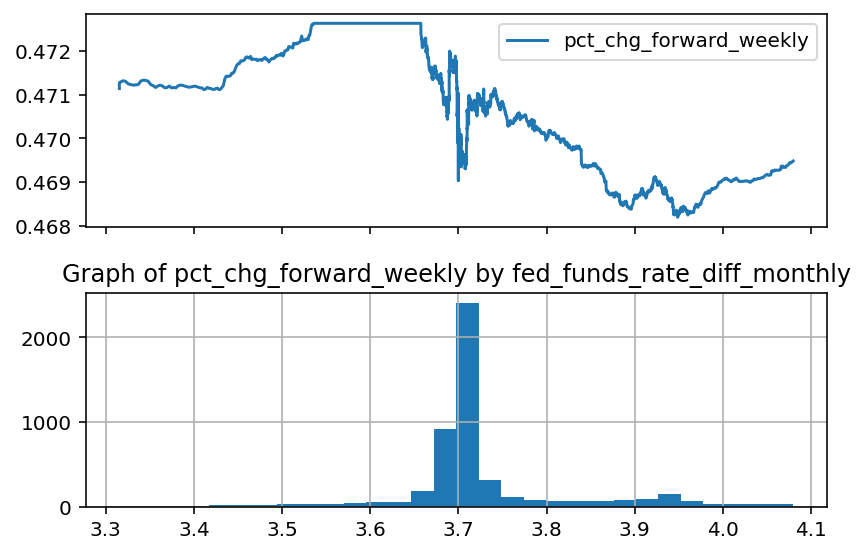 0.472
0.471
0.470
0.469
0.468
pct_chg_forward_weekly
Graph of pct_chg_forward_weekly by fed_funds_rate_diff_monthly
2000
1000
0
3.3 3.4 3.5 3.6 3.7 3.8 3.9 4.0 4.1